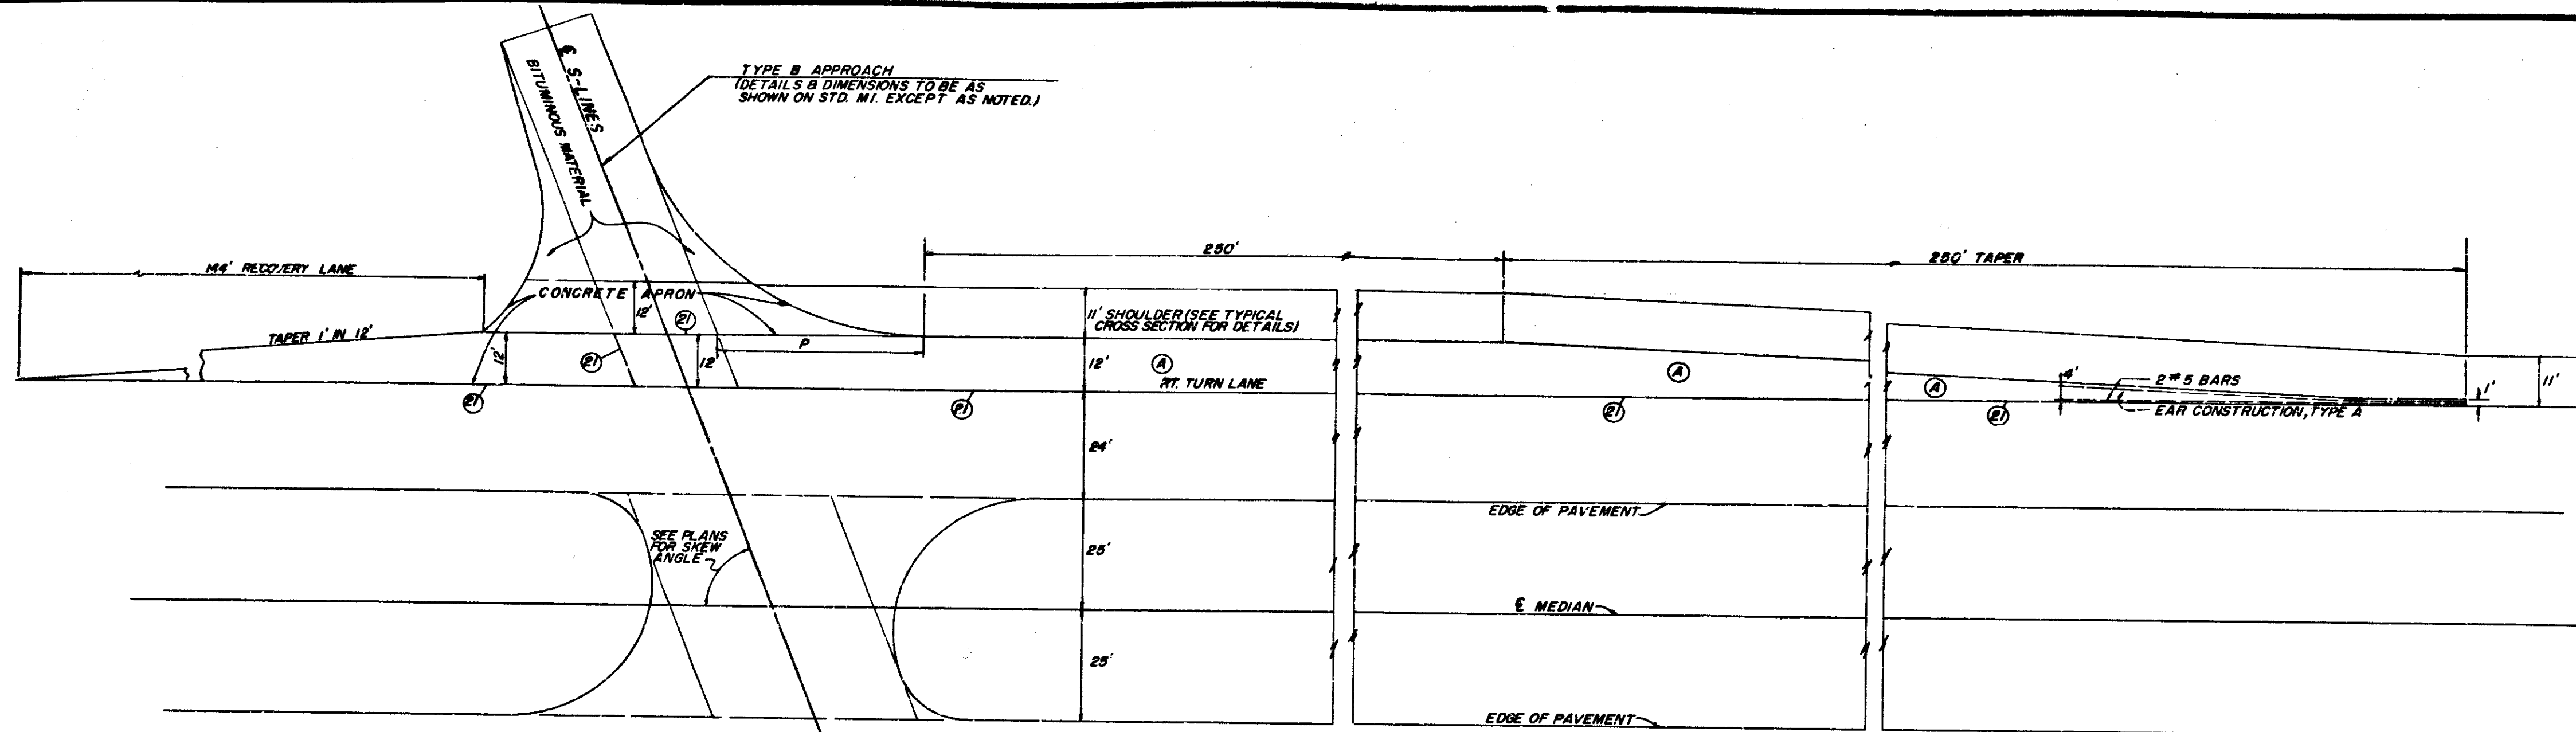 ℄ S-LINES
BITUMINOUS MATERIAL
TYPE B APPROACH
(DETAILS & DIMENSIONS TO BE AS
SHOWN ON STD. M1. EXCEPT AS NOTED.)
144' RECOVERY LANE
250'
250' TAPER
CONCRETE APRON
12'
21
TAPER 1' IN 12'
12'
21
12'
P
11' SHOULDER (SEE TYPICAL
CROSS SECTION FOR DETAILS)
12'
A
RT. TURN LANE
A
A
4'
2 #5 BARS
EAR CONSTRUCTION, TYPE A
1'
11'
21
21
21
21
24'
EDGE OF PAVEMENT
SEE PLANS
FOR SKEW
ANGLE
25'
℄ MEDIAN
25'
EDGE OF PAVEMENT